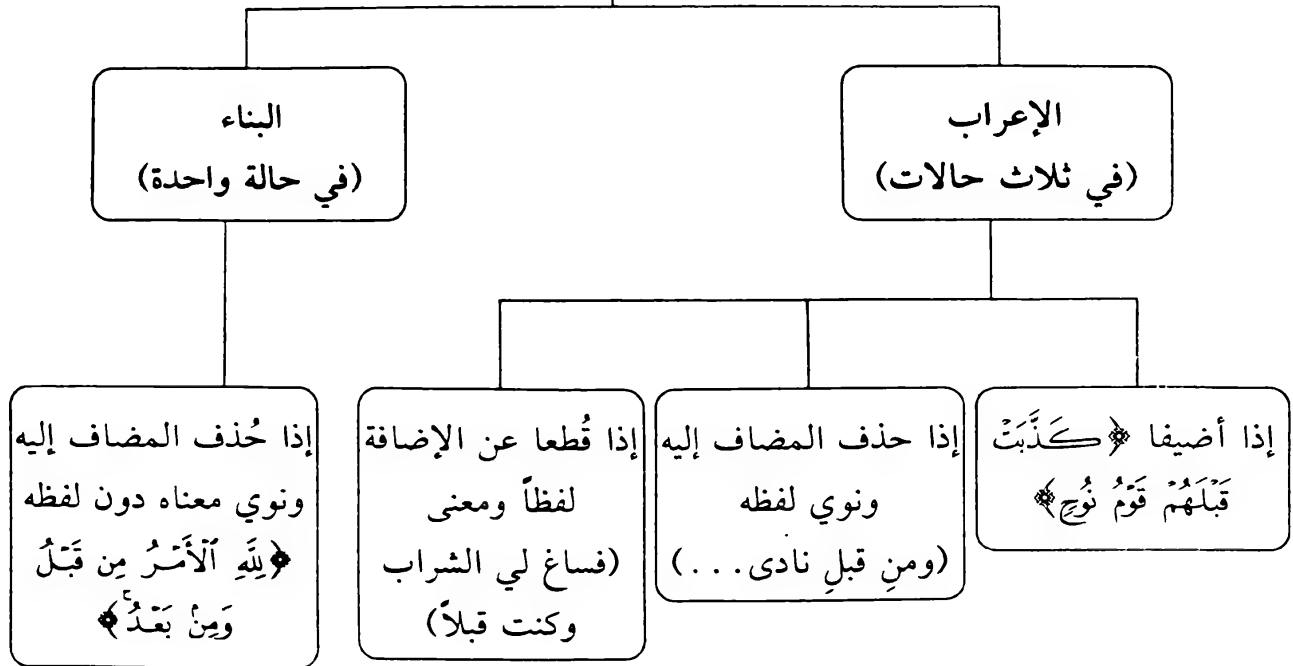 الإعراب
(في ثلاث حالات)
البناء
(في حالة واحدة)
إذا أضيفا ﴿كَذَّبَتْ
قَبْلَهُمْ قَوْمُ نُوحٍ﴾
إذا حذف المضاف إليه
ونوي لفظه
(ومنِ قبلِ نادى...)
إذا قُطعا عن الإضافة
لفظاً ومعنى
(فساغ لي الشراب
وكنت قبلاً)
إذا حُذف المضاف إليه
ونوي معناه دون لفظه
﴿لِلَّهِ ٱلْأَمْرُ مِن قَبْلُ
وَمِنۢ بَعْدُ ۚ﴾